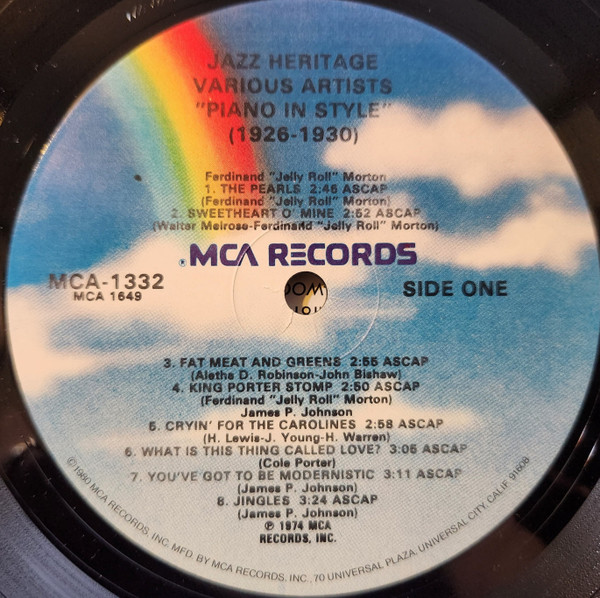 JAZZ HERITAGE
VARIOUS ARTISTS
"PIANO IN STYLE"
(1926-1930)
Ferdinand "Jelly Roll" Morton
1. THE PEARLS 2:46 ASCAP
(Ferdinand "Jelly Roll" Morton)
2. SWEETHEART O' MINE 2:52 ASCAP
(Walter Melrose-Ferdinand "Jelly Roll" Morton)
MCA RECORDS
MCA-1332
MCA 1649
SIDE ONE
3. FAT MEAT AND GREENS 2:55 ASCAP
(Aletha D. Robinson-John Bishaw)
4. KING PORTER STOMP 2:50 ASCAP
(Ferdinand "Jelly Roll" Morton)
James P. Johnson
5. CRYIN' FOR THE CAROLINES 2:58 ASCAP
(H. Lewis-J. Young-H. Warren)
6. WHAT IS THIS THING CALLED LOVE? 3:05 ASCAP
(Cole Porter)
7. YOU'VE GOT TO BE MODERNISTIC 3:11 ASCAP
(James P. Johnson)
8. JINGLES 3:24 ASCAP
(James P. Johnson)
℗ 1974 MCA
RECORDS, INC.
©1980 MCA RECORDS, INC. MFD. BY MCA RECORDS, INC., 70 UNIVERSAL PLAZA, UNIVERSAL CITY, CALIF. 91608